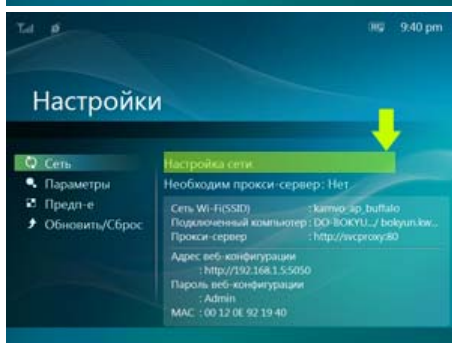 9:40 pm
Настройки
Сеть
Параметры
Предп-е
Обновить/Сброс
Настройка сети
Необходим прокси-сервер: Нет
Сеть Wi-Fi(SSID) : kamvo_ap_buffalo
Подключенный компьютер : DO-BOKYU.../ bokyun.kw...
Прокси-сервер : http://svcproxy:80
Адрес веб-конфигурации
: http://192.168.1.5:5050
Пароль веб-конфигурации
: Admin
MAC : 00 12 0E 92 19 40